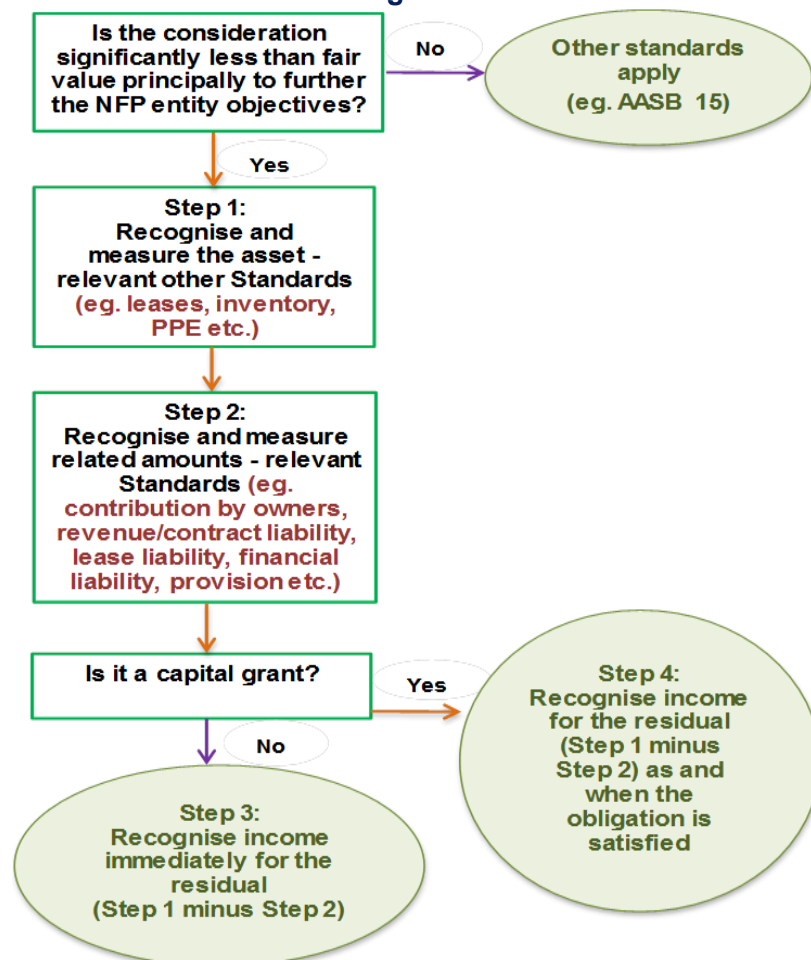 Is the consideration
significantly less than fair
value principally to further
the NFP entity objectives?
No
Other standards
apply
(eg. AASB 15)
Yes
Step 1:
Recognise and
measure the asset -
relevant other Standards
(eg. leases, inventory,
PPE etc.)
Step 2:
Recognise and measure
related amounts - relevant
Standards (eg.
contribution by owners,
revenue/contract liability,
lease liability, financial
liability, provision etc.)
Is it a capital grant?
Yes
Step 4:
Recognise income
for the residual
(Step 1 minus
Step 2) as and
when the
obligation is
satisfied
No
Step 3:
Recognise income
immediately for the
residual
(Step 1 minus Step 2)